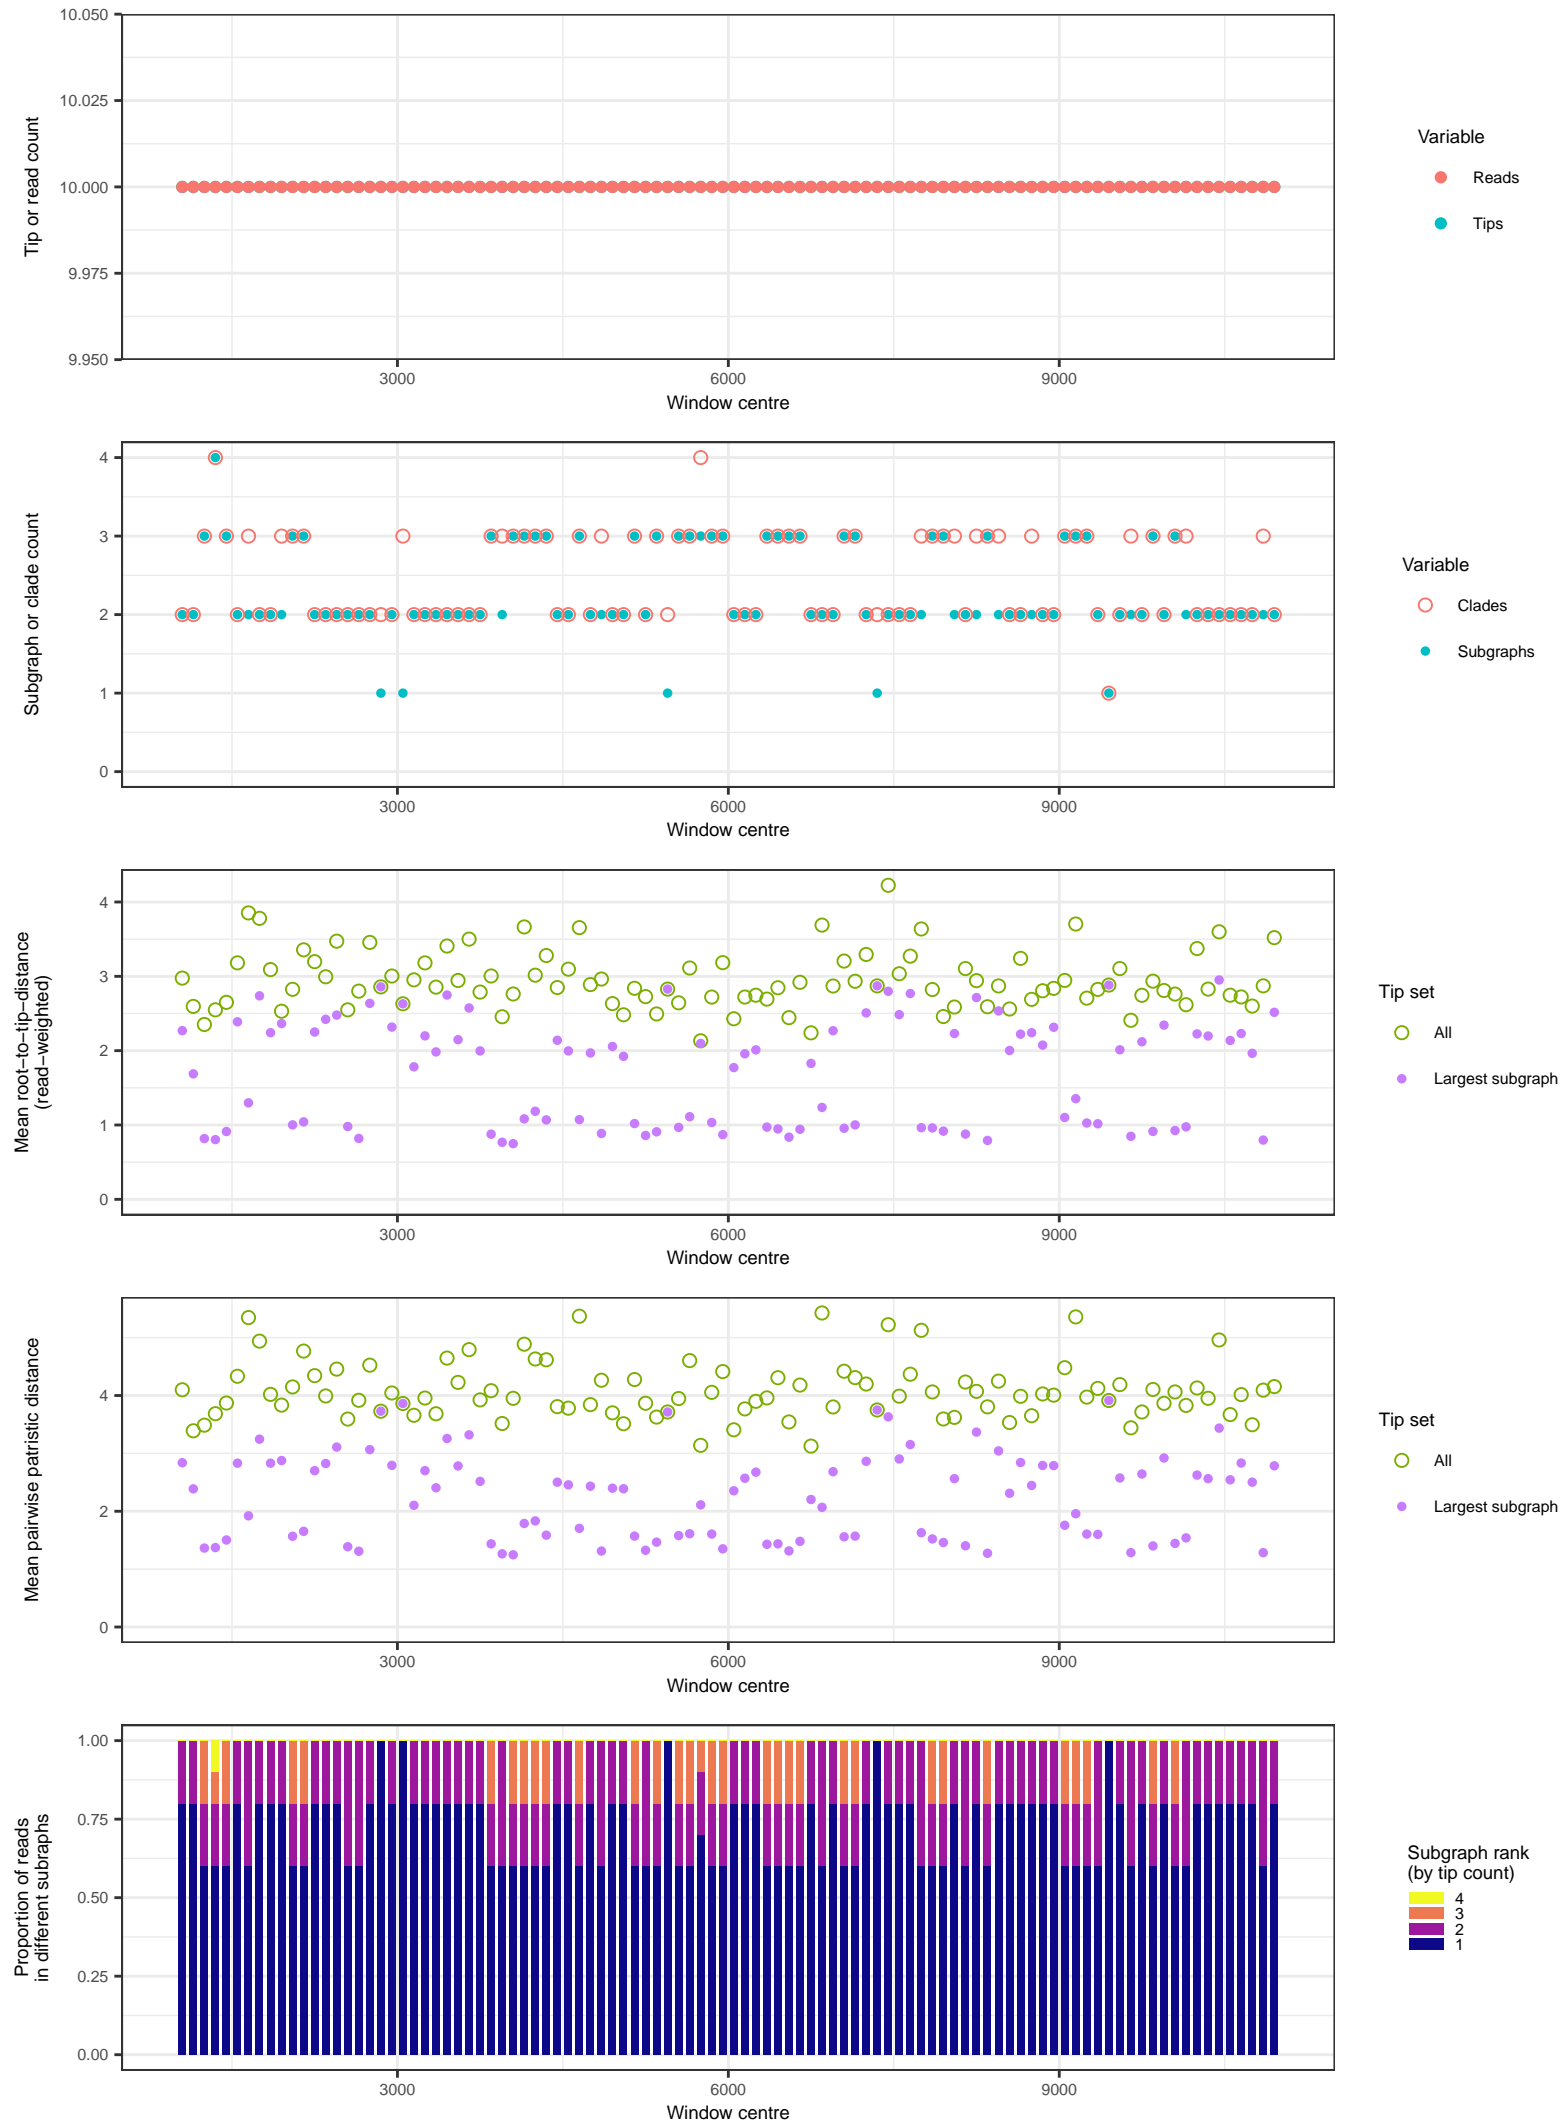 10.050
10.025
10.000
9.975
9.950
Tip or read count
3000 6000 9000
Window centre
Variable
Reads
Tips
4
3
2
1
0
Subgraph or clade count
3000 6000 9000
Window centre
Variable
Clades
Subgraphs
4
3
2
1
0
Mean root−to−tip−distance
(read−weighted)
3000 6000 9000
Window centre
Tip set
All
Largest subgraph
4
2
0
Mean pairwise patristic distance
3000 6000 9000
Window centre
Tip set
All
Largest subgraph
1.00
0.75
0.50
0.25
0.00
Proportion of reads
in different subraphs
3000 6000 9000
Window centre
Subgraph rank
(by tip count)
4
3
2
1